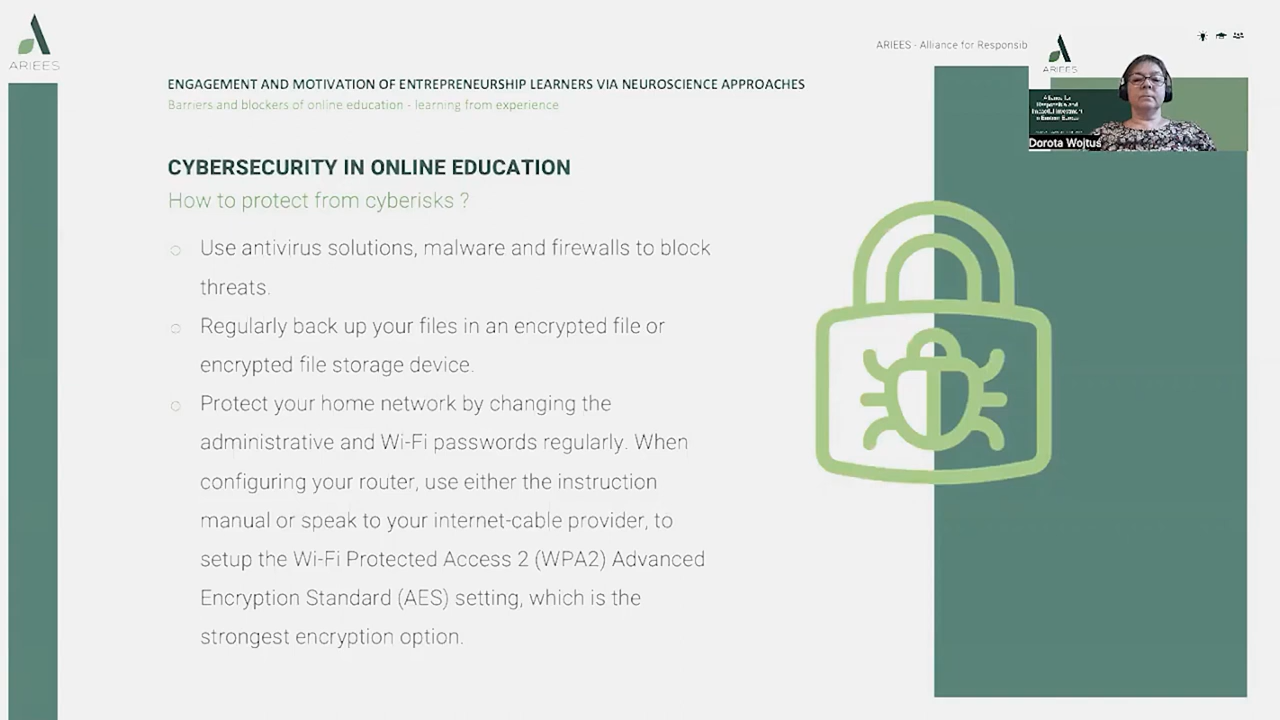 ARIEES
ARIEES - Alliance for Responsib
ARIEES
Dorota Wojtus
ENGAGEMENT AND MOTIVATION OF ENTREPRENEURSHIP LEARNERS VIA NEUROSCIENCE APPROACHES
Barriers and blockers of online education - learning from experience
CYBERSECURITY IN ONLINE EDUCATION
How to protect from cyberisks ?
Use antivirus solutions, malware and firewalls to block
threats.
Regularly back up your files in an encrypted file or
encrypted file storage device.
Protect your home network by changing the
administrative and Wi-Fi passwords regularly. When
configuring your router, use either the instruction
manual or speak to your internet-cable provider, to
setup the Wi-Fi Protected Access 2 (WPA2) Advanced
Encryption Standard (AES) setting, which is the
strongest encryption option.